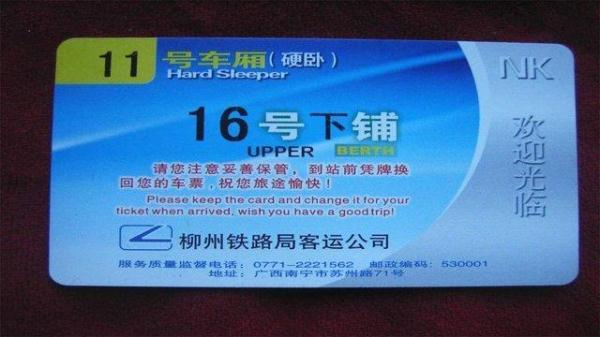 11 号车厢(硬卧)
Hard Sleeper
NK
欢迎光临
16号下铺
UPPER BERTH
请您注意妥善保管,到站前凭牌换
回您的车票,祝您旅途愉快!
Please keep the card and change it for your
ticket when arrived, wish you have a good trip!
柳州铁路局客运公司
服务质量监督电话:0771-2221562 邮政编码:530001
地址:广西南宁市苏州路71号